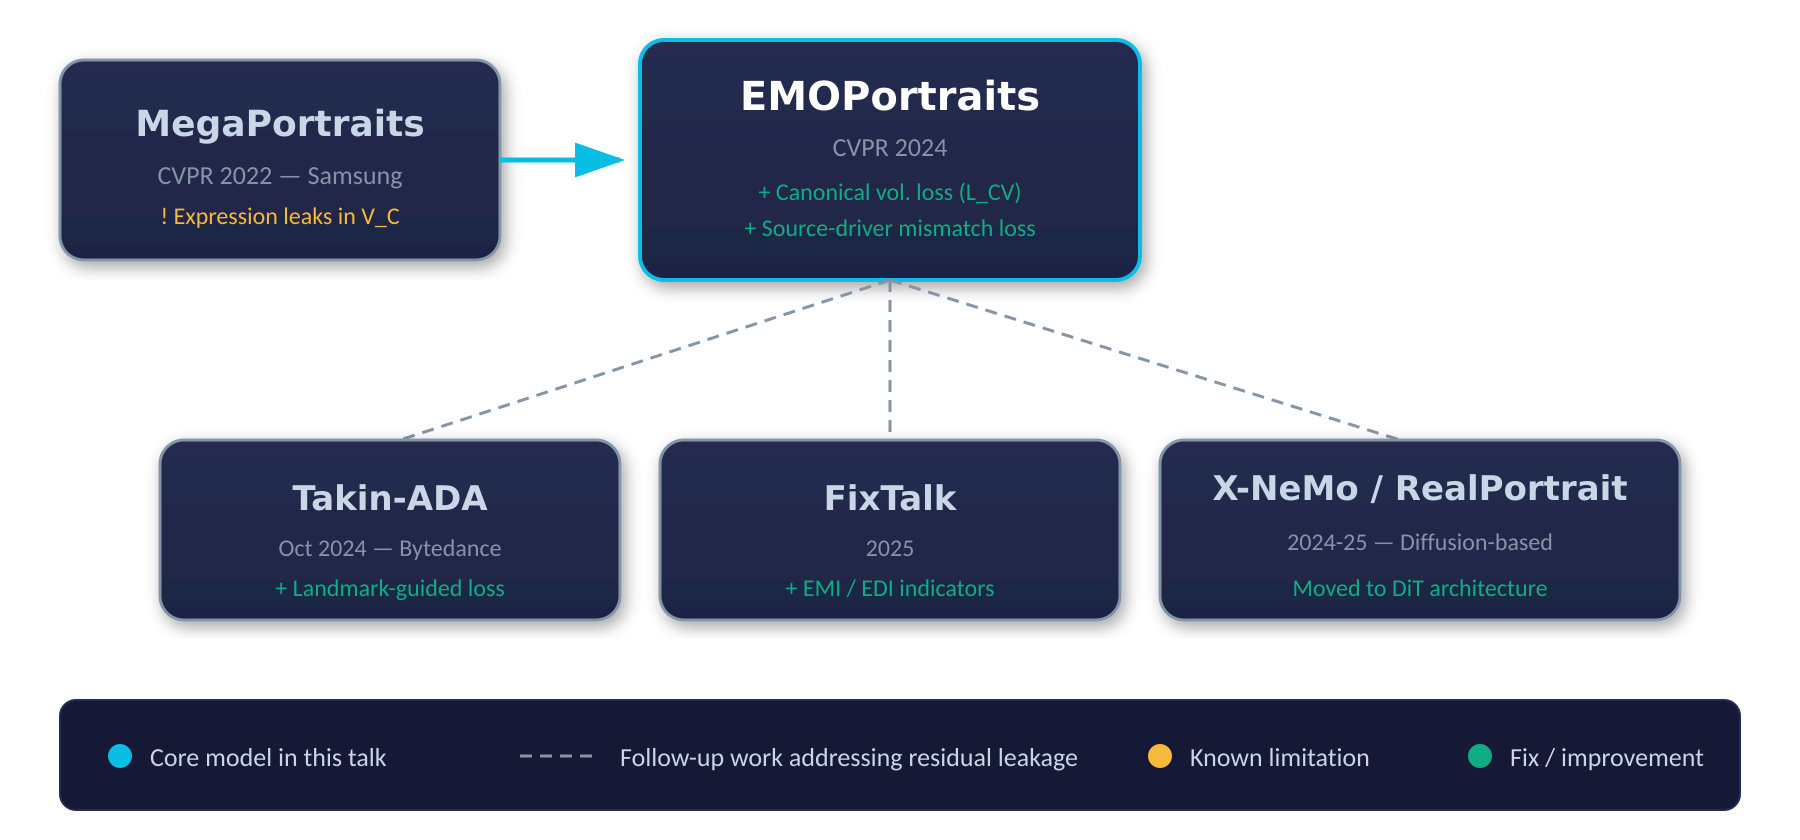 MegaPortraits
CVPR 2022 — Samsung
! Expression leaks in V_C
EMOPortraits
CVPR 2024
+ Canonical vol. loss (L_CV)
+ Source-driver mismatch loss
Takin-ADA
Oct 2024 — Bytedance
+ Landmark-guided loss
FixTalk
2025
+ EMI / EDI indicators
X-NeMo / RealPortrait
2024-25 — Diffusion-based
Moved to DiT architecture
Core model in this talk
Follow-up work addressing residual leakage
Known limitation
Fix / improvement